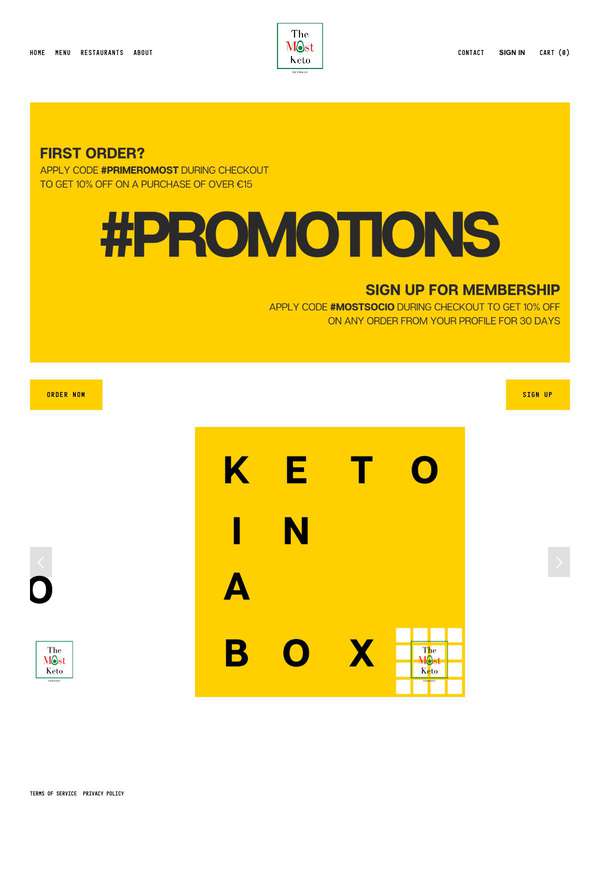 HOME MENU RESTAURANTS ABOUT
The
Most
Keto
CONTACT SIGN IN CART (0)
FIRST ORDER?
APPLY CODE #PRIMEROMOST DURING CHECKOUT
TO GET 10% OFF ON A PURCHASE OF OVER €15
#PROMOTIONS
SIGN UP FOR MEMBERSHIP
APPLY CODE #MOSTSOCIO DURING CHECKOUT TO GET 10% OFF
ON ANY ORDER FROM YOUR PROFILE FOR 30 DAYS
ORDER NOW
SIGN UP
KETO
IN
A
BOX
O
The
Most
Keto
The
Most
Keto
TERMS OF SERVICE PRIVACY POLICY